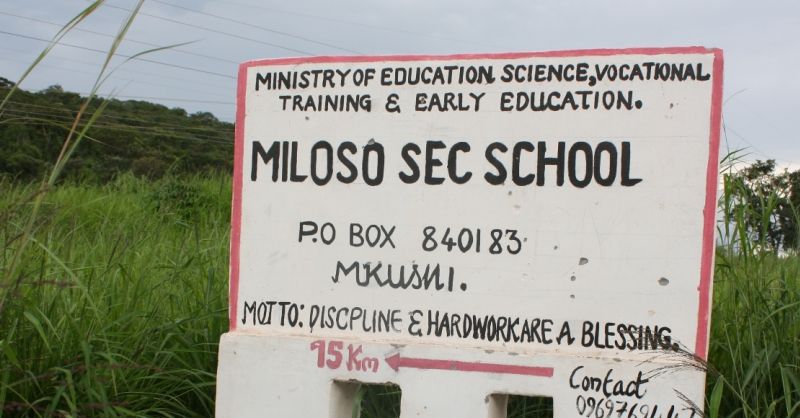 MINISTRY OF EDUCATION, SCIENCE, VOCATIONAL
TRAINING & EARLY EDUCATION.
MILOSO SEC SCHOOL
P.O BOX 840183
MKUSHI.
MOTTO: DISCPLINE & HARDWORK ARE A BLESSING.
15Km
Contact